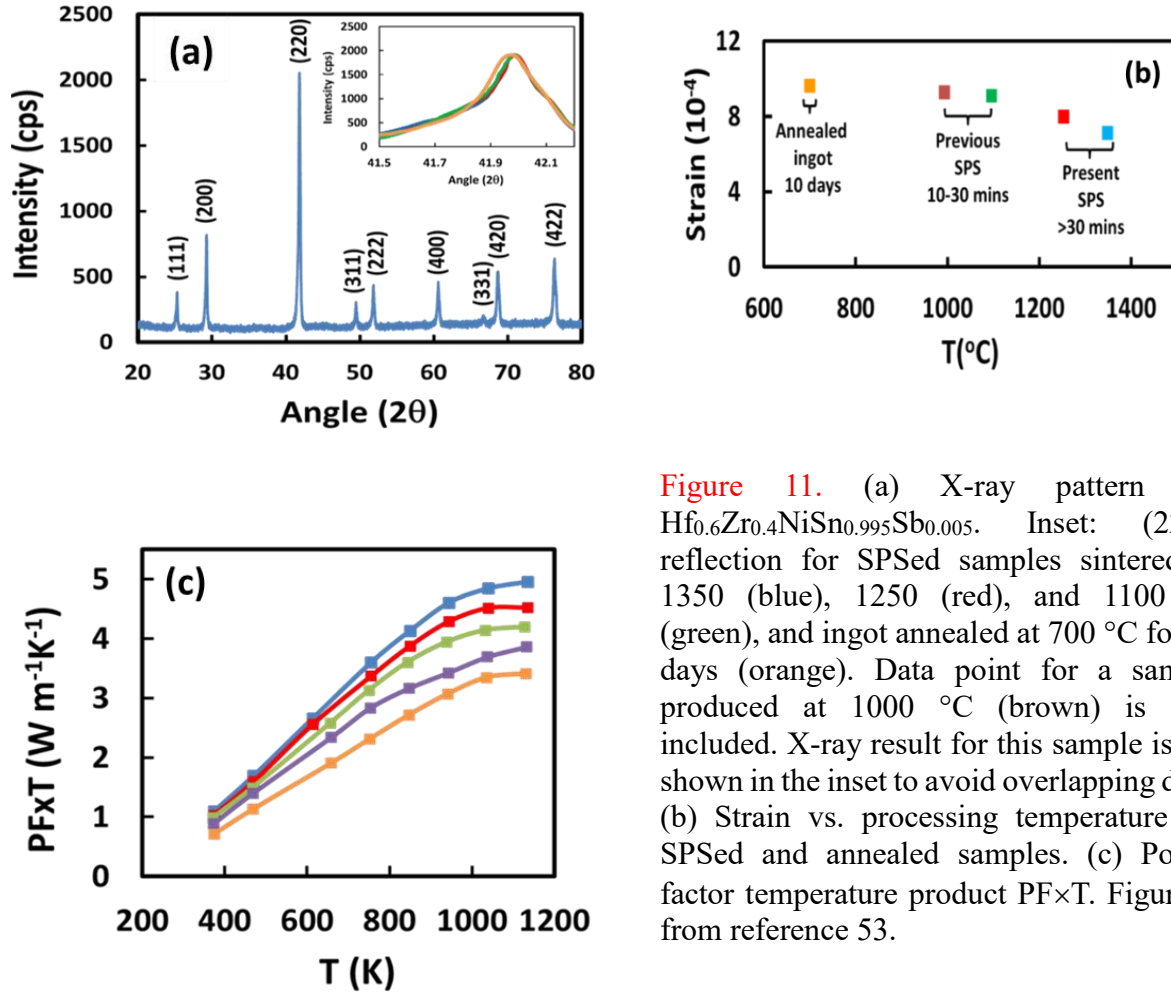 (a)
2500
2000
1500
1000
500
0
Intensity (cps)
20 30 40 50 60 70 80
Angle (2θ)
(111)
(200)
(220)
(311)
(222)
(400)
(331)
(420)
(422)
2500
2000
1500
1000
500
0
Intensity (cps)
41.5 41.7 41.9 42.1
Angle (2θ)
(b)
12
8
4
0
Strain (10⁻⁴)
Annealed
ingot
10 days
Previous
SPS
10-30 mins
Present
SPS
>30 mins
600 800 1000 1200 1400
T(°C)
(c)
5
4
3
2
1
0
PFxT (W m⁻¹K⁻¹)
200 400 600 800 1000 1200
T (K)
Figure 11. (a) X-ray pattern
Hf₀.₆Zr₀.₄NiSn₀.₉₉₅Sb₀.₀₀₅. Inset:
reflection for SPSed samples sintered
1350 (blue), 1250 (red), and 1100
(green), and ingot annealed at 700 °C
days (orange). Data point for a
produced at 1000 °C (brown) is
included. X-ray result for this sample is
shown in the inset to avoid overlapping
(b) Strain vs. processing temperature
SPSed and annealed samples. (c)
factor temperature product PF×T.
from reference 53.